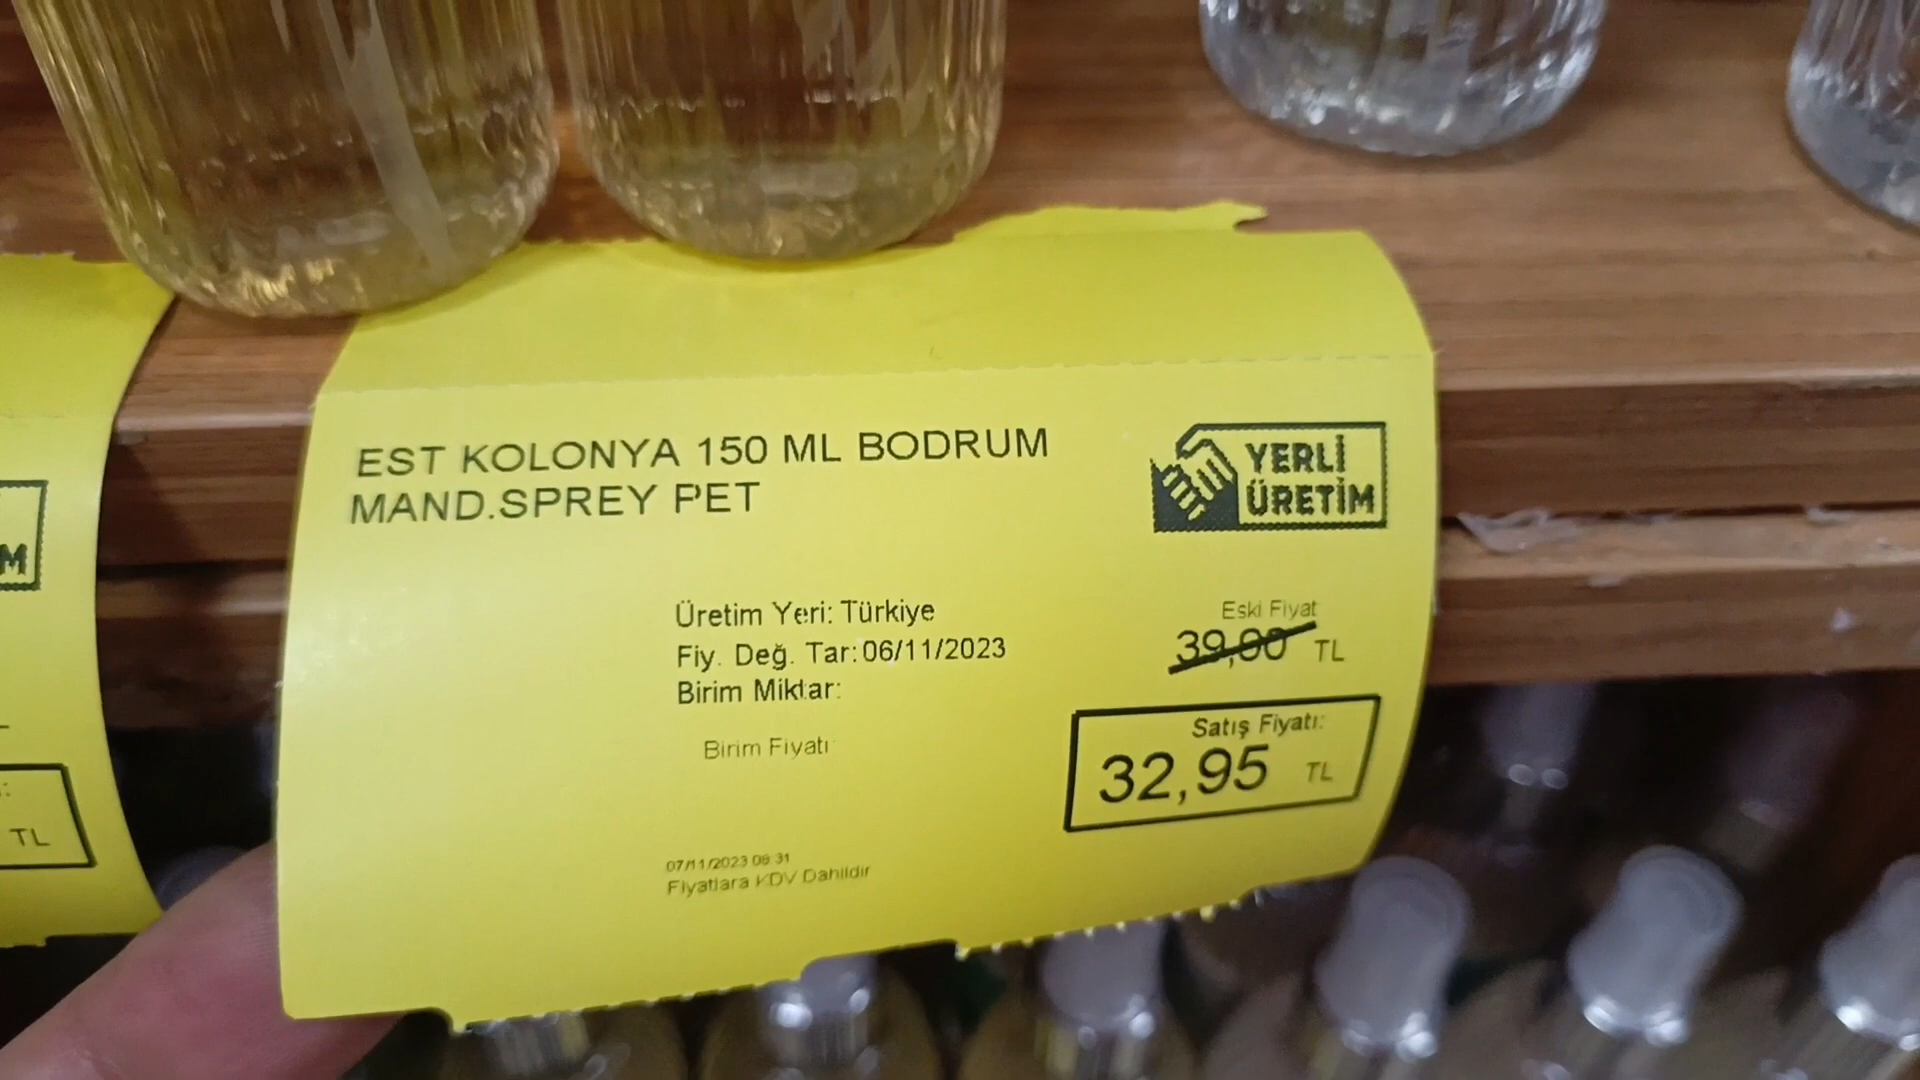 EST KOLONYA 150 ML BODRUM
MAND.SPREY PET
YERLİ
ÜRETİM
Üretim Yeri: Türkiye
Fiy. Değ. Tar: 06/11/2023
Birim Miktar:
Birim Fiyatı:
Eski Fiyat
39,00 TL
Satış Fiyatı:
32,95 TL
07/11/2023 08:31
Fiyatlara KDV Dahildir
M
TL